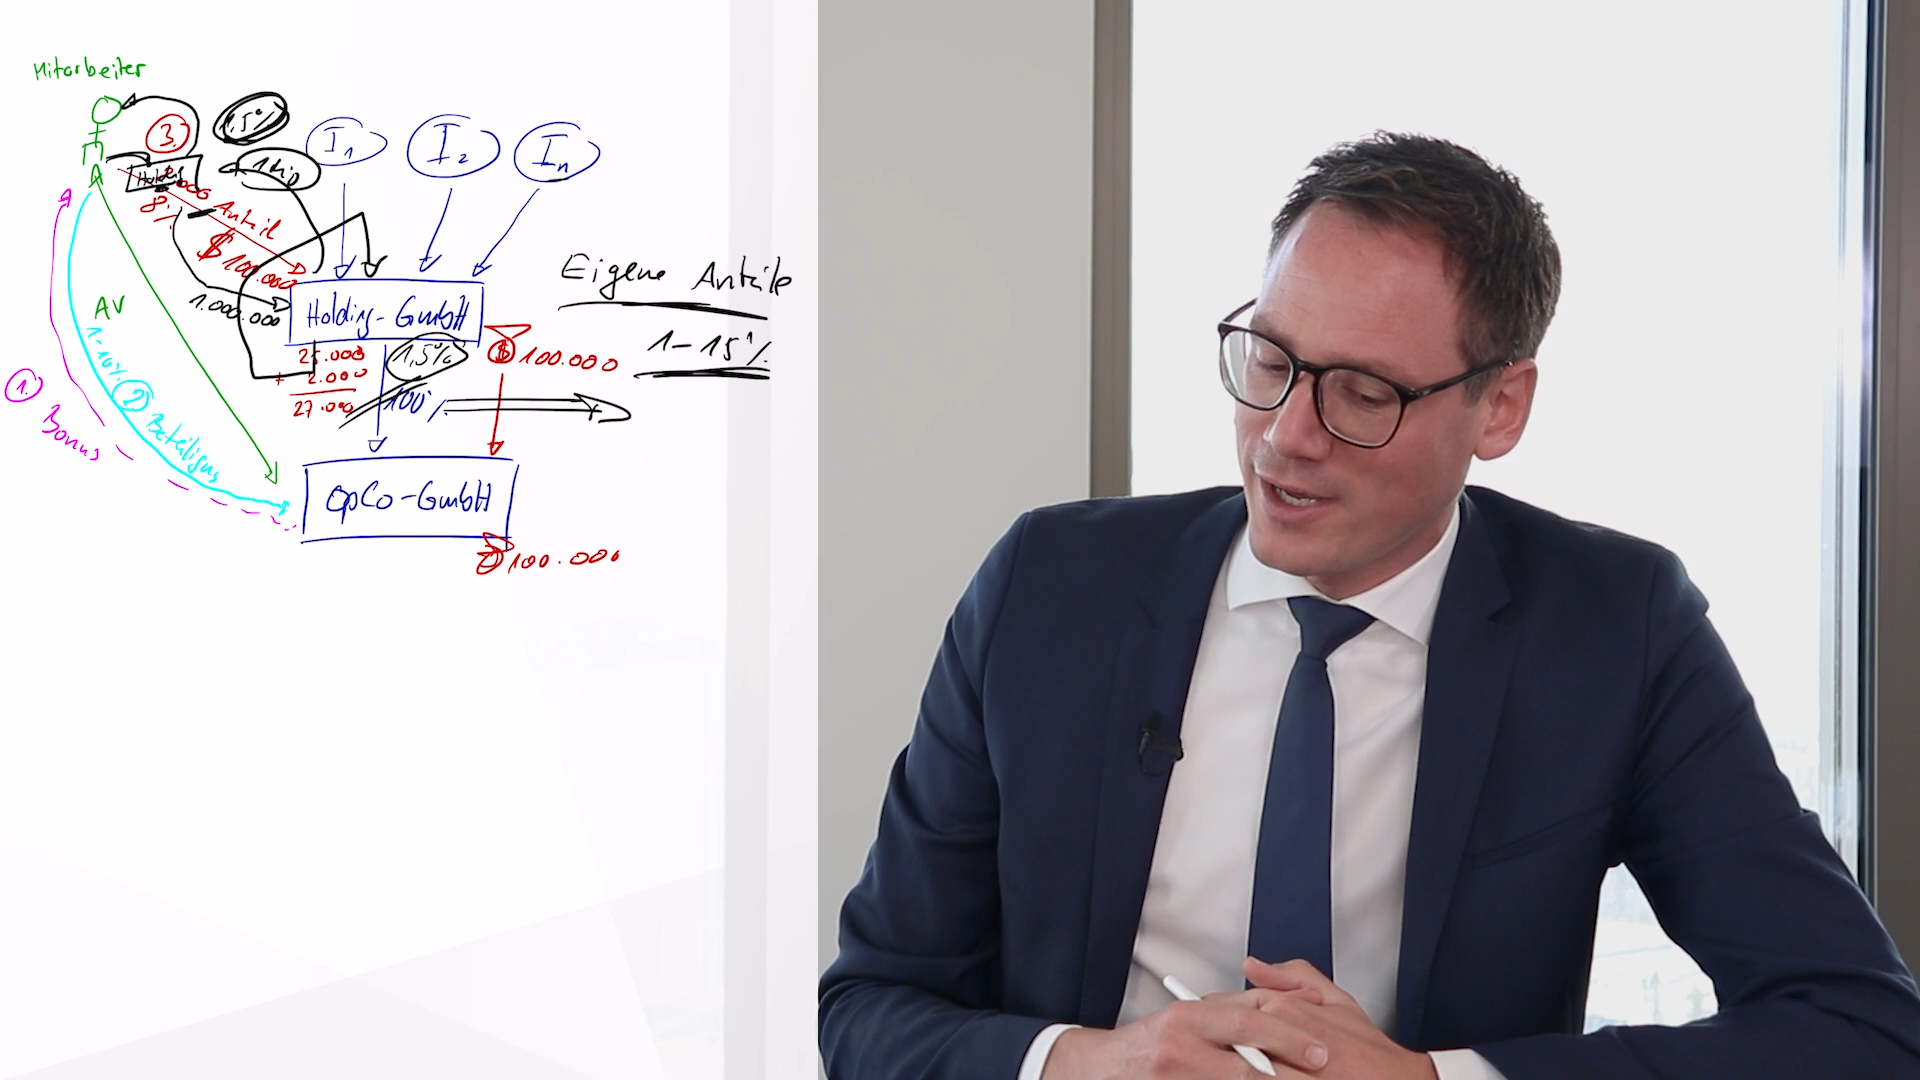 Mitarbeiter
3.
1,5%
I1
I2
In
Holding
8%
Anteil
$ 100.000
1.000.000
Eigene Anteile
1-15%
Holding-GmbH
AV
25.000
+ 2.000
27.000
1,5%
$ 100.000
100%
1-10%
2 Beteiligung
1. Bonus
OpCo-GmbH
100.000